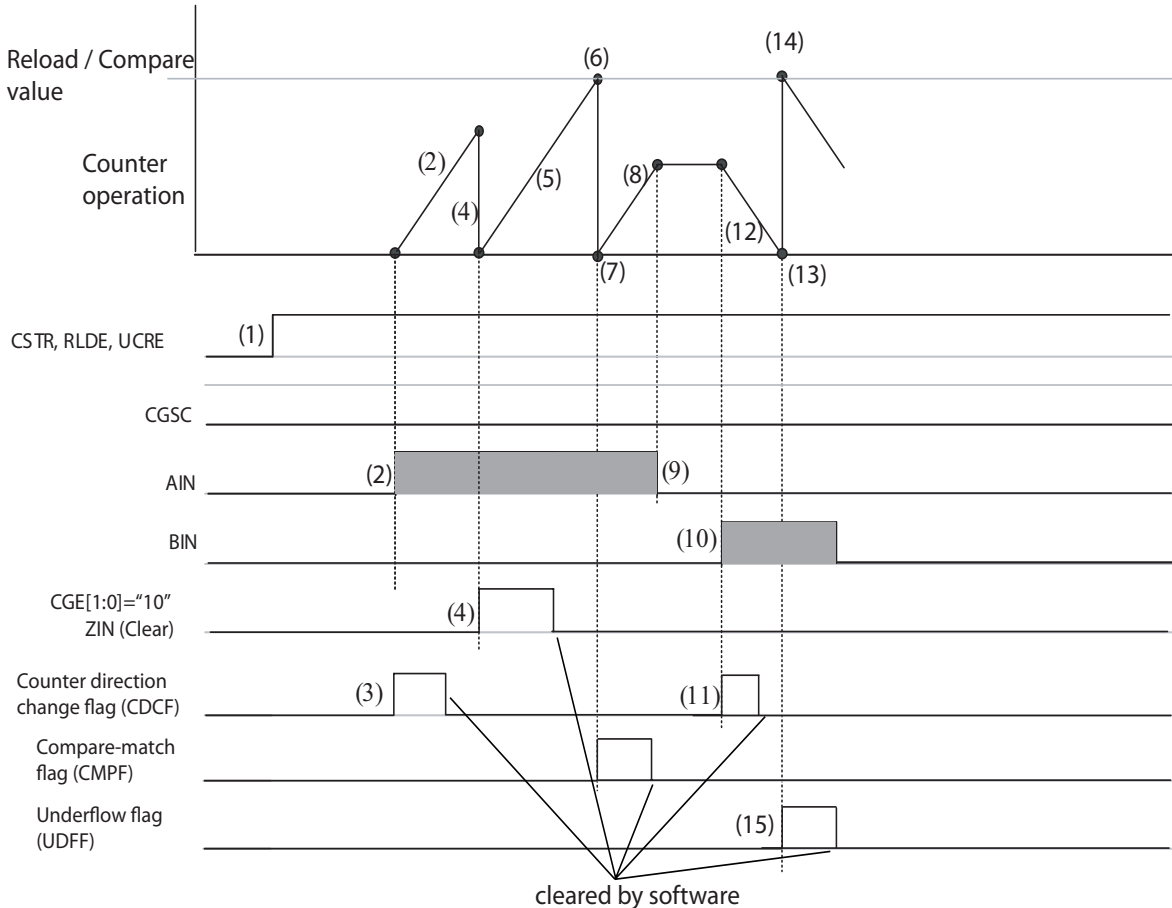 Reload / Compare
value
(6)
(14)
Counter
operation
(2)
(4)
(5)
(8)
(12)
(7)
(13)
CSTR, RLDE, UCRE
(1)
CGSC
AIN
(2)
(9)
BIN
(10)
CGE[1:0]=“10”
ZIN (Clear)
(4)
Counter direction
change flag (CDCF)
(3)
(11)
Compare-match
flag (CMPF)
Underflow flag
(UDFF)
(15)
cleared by software